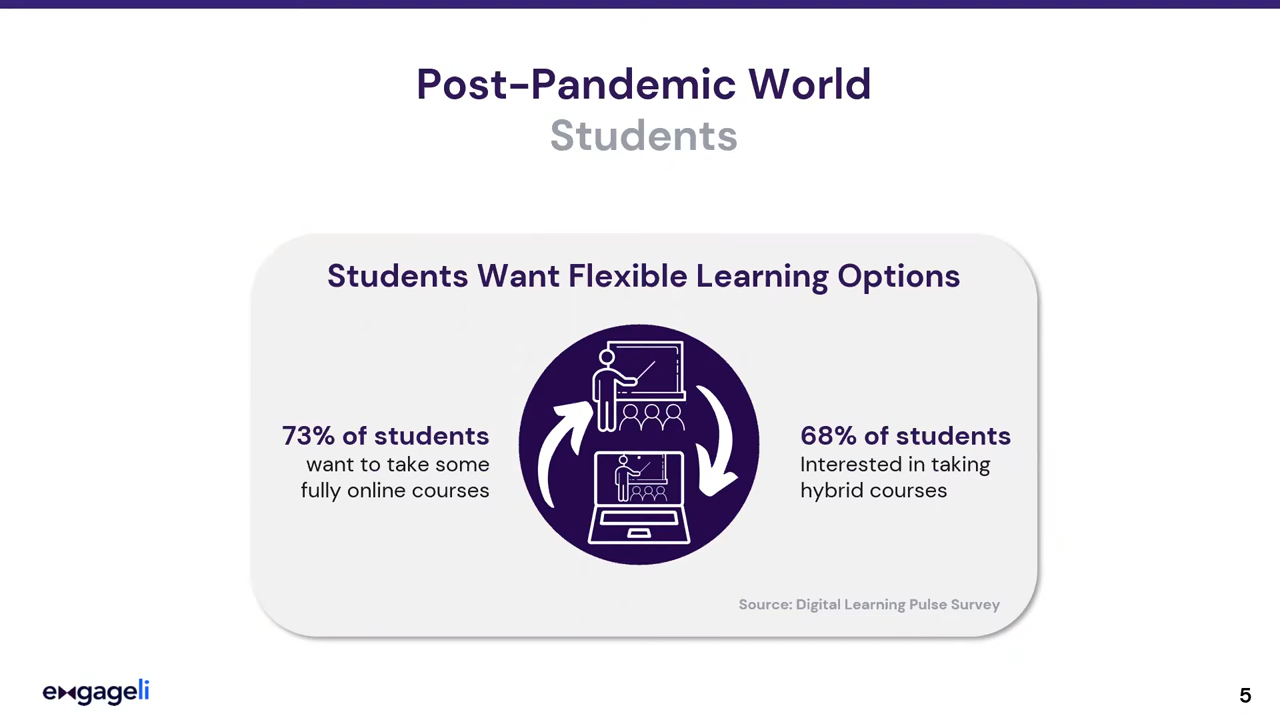 Post-Pandemic World
Students
Students Want Flexible Learning Options
73% of students
want to take some
fully online courses
68% of students
Interested in taking
hybrid courses
Source: Digital Learning Pulse Survey
engageli
5